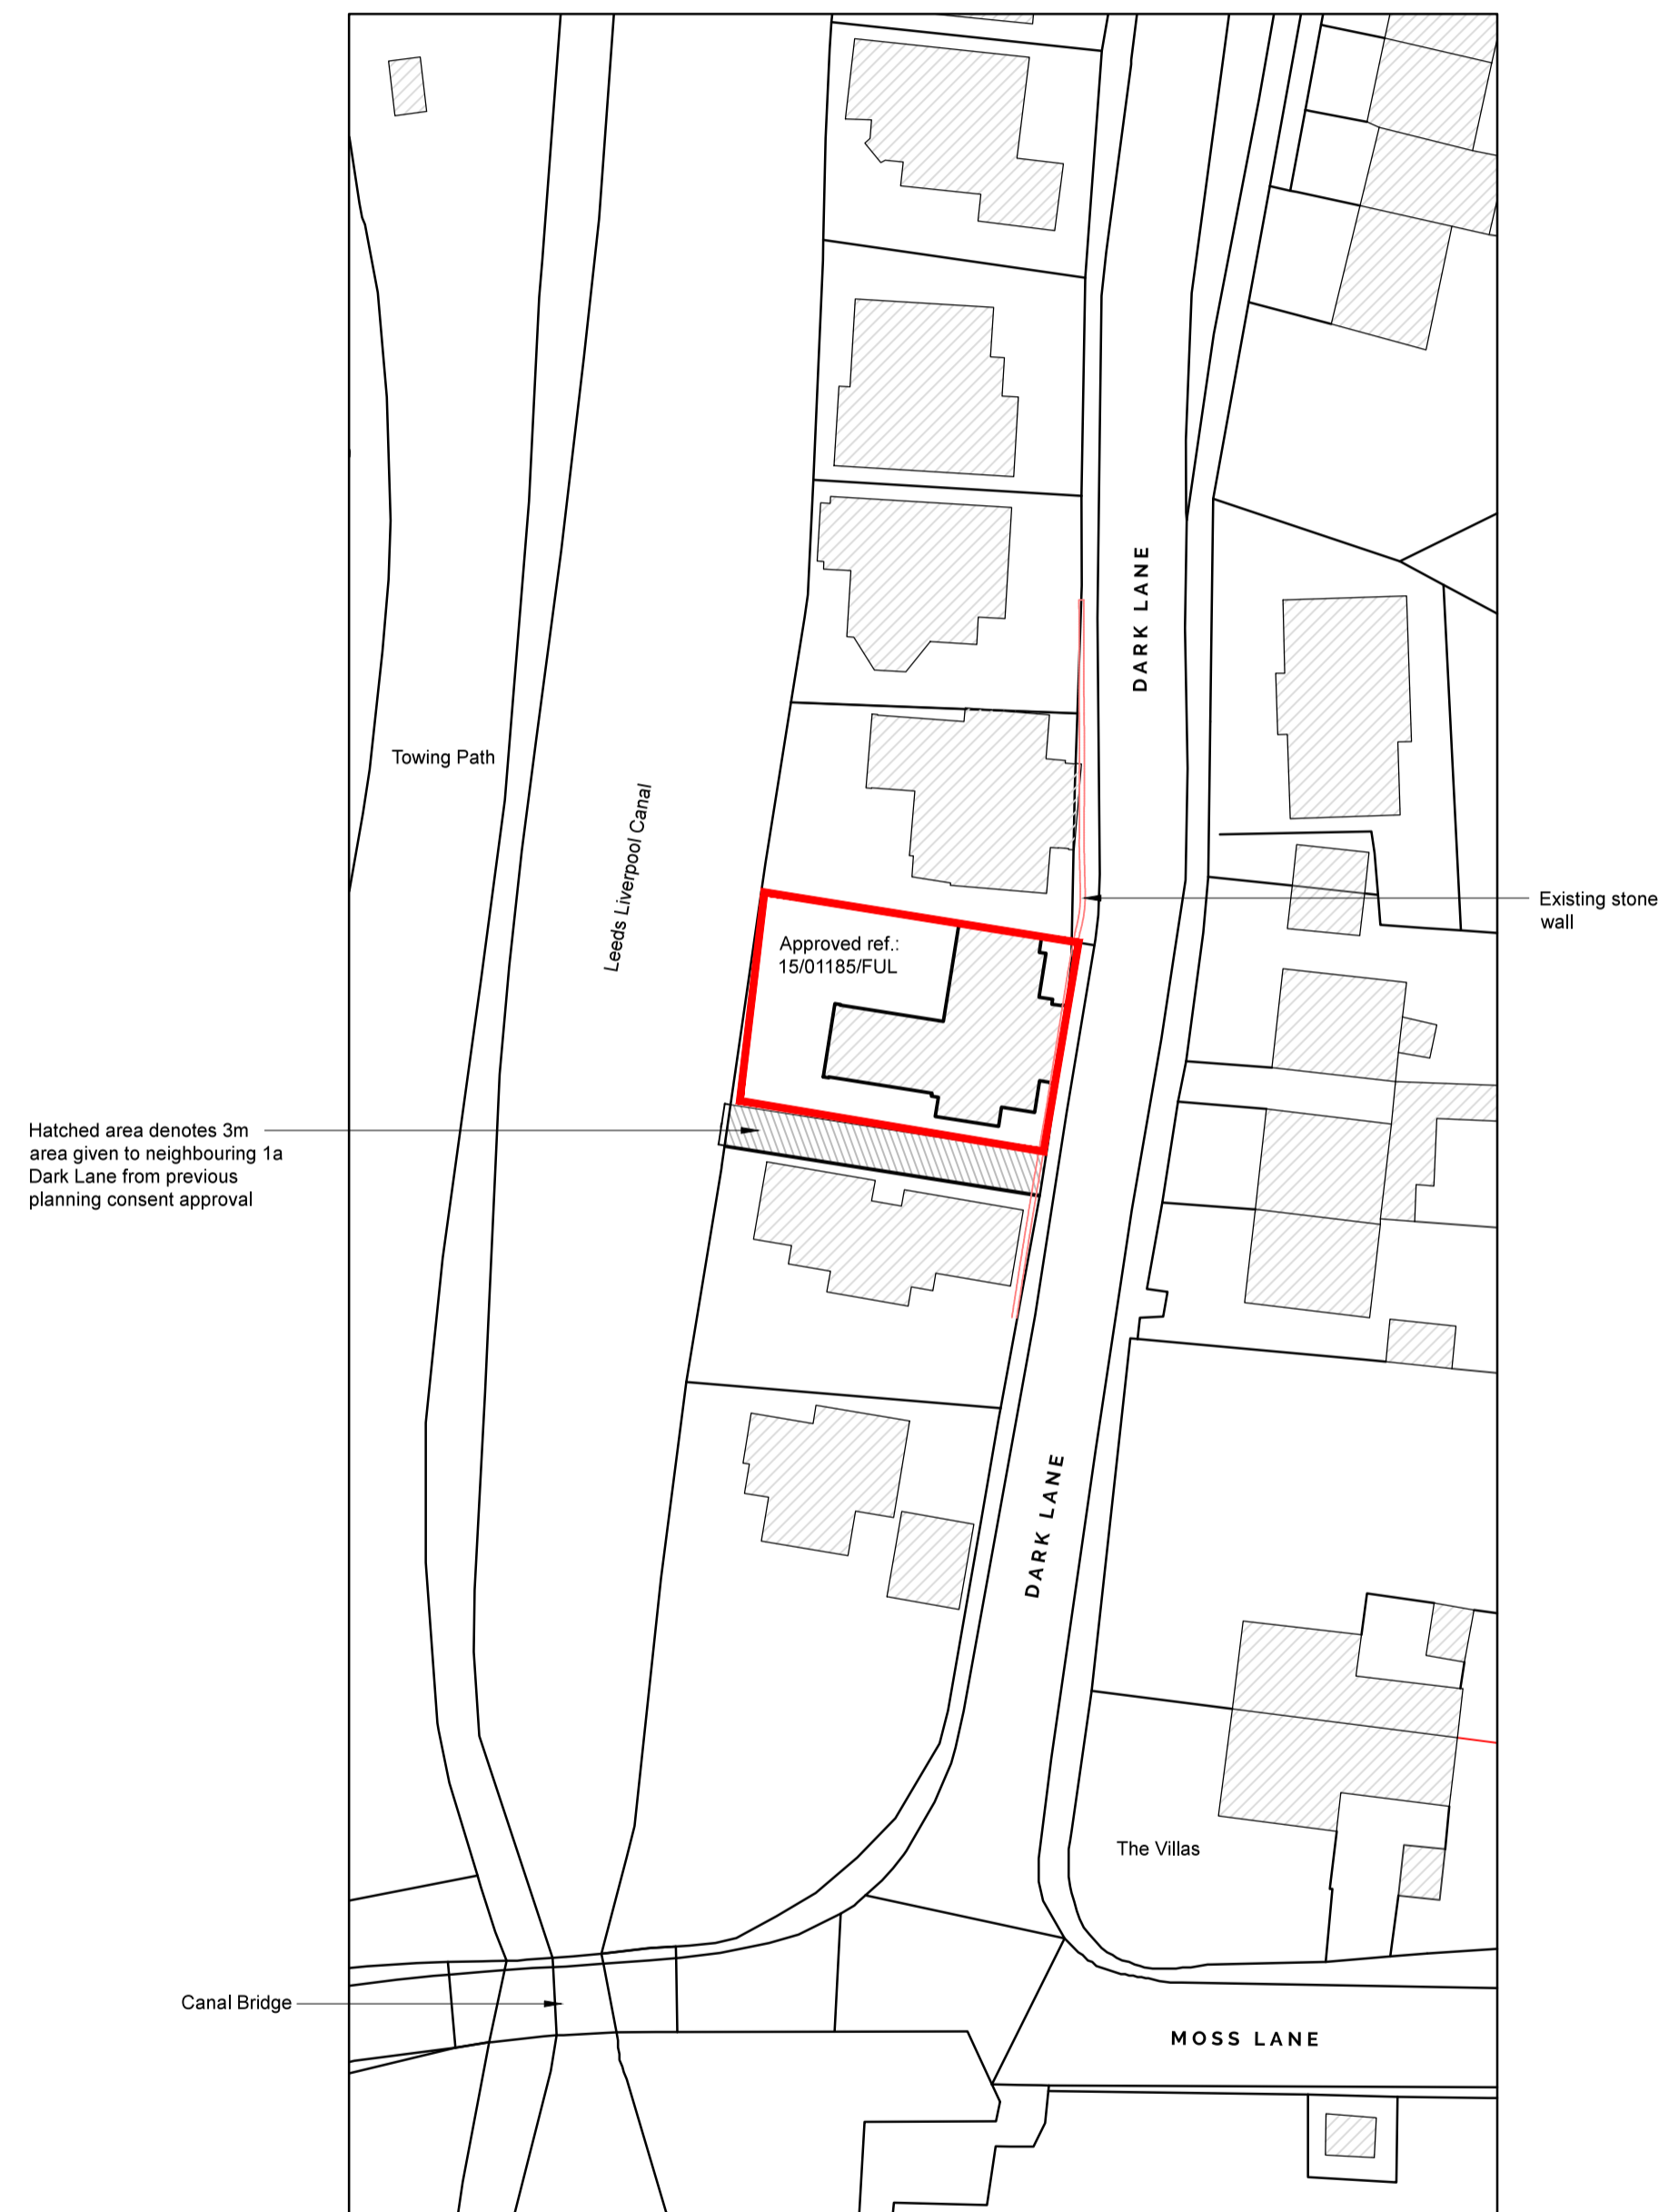 DARK LANE
Towing Path
Leeds Liverpool Canal
Existing stone
wall
Approved ref.:
15/01185/FUL
Hatched area denotes 3m
area given to neighbouring 1a
Dark Lane from previous
planning consent approval
DARK LANE
The Villas
Canal Bridge
MOSS LANE